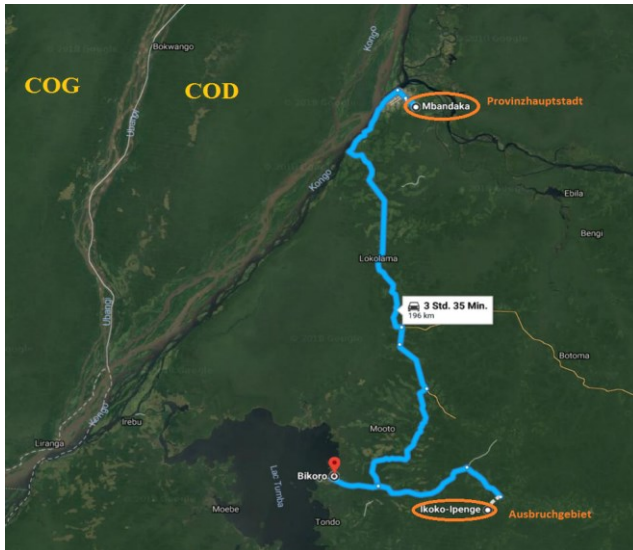 Bokwango
Kongo
COG
COD
Mbandaka
Provinzhauptstadt
Ubangi
Kongo
Ebila
Bengi
Lokolama
3 Std. 35 Min.
196 km
Ubangi
Botoma
Kongo
Irebu
Liranga
Mooto
Bikoro
Lac Tumba
Moebe
Tondo
Ikoko-Ipenge
Ausbruchgebiet